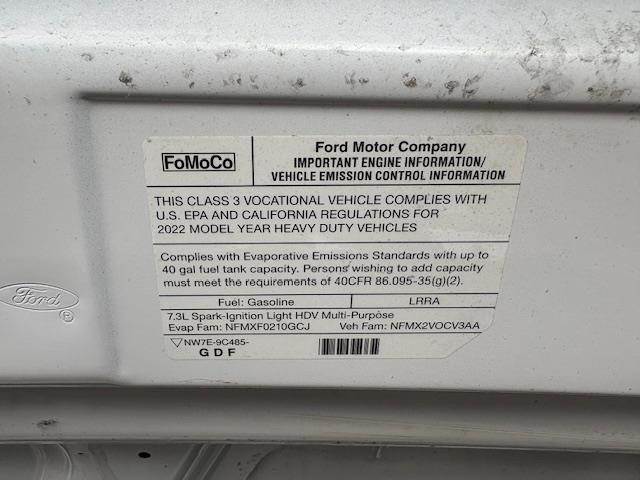 FoMoCo
Ford Motor Company
IMPORTANT ENGINE INFORMATION/
VEHICLE EMISSION CONTROL INFORMATION
THIS CLASS 3 VOCATIONAL VEHICLE COMPLIES WITH
U.S. EPA AND CALIFORNIA REGULATIONS FOR
2022 MODEL YEAR HEAVY DUTY VEHICLES
Complies with Evaporative Emissions Standards with up to
40 gal fuel tank capacity. Persons wishing to add capacity
must meet the requirements of 40CFR 86.095-35(g)(2).
Fuel: Gasoline LRRA
7.3L Spark-Ignition Light HDV Multi-Purpose
Evap Fam: NFMXF0210GCJ Veh Fam: NFMX2VOCV3AA
NW7E-9C485-
GDF
Ford ®